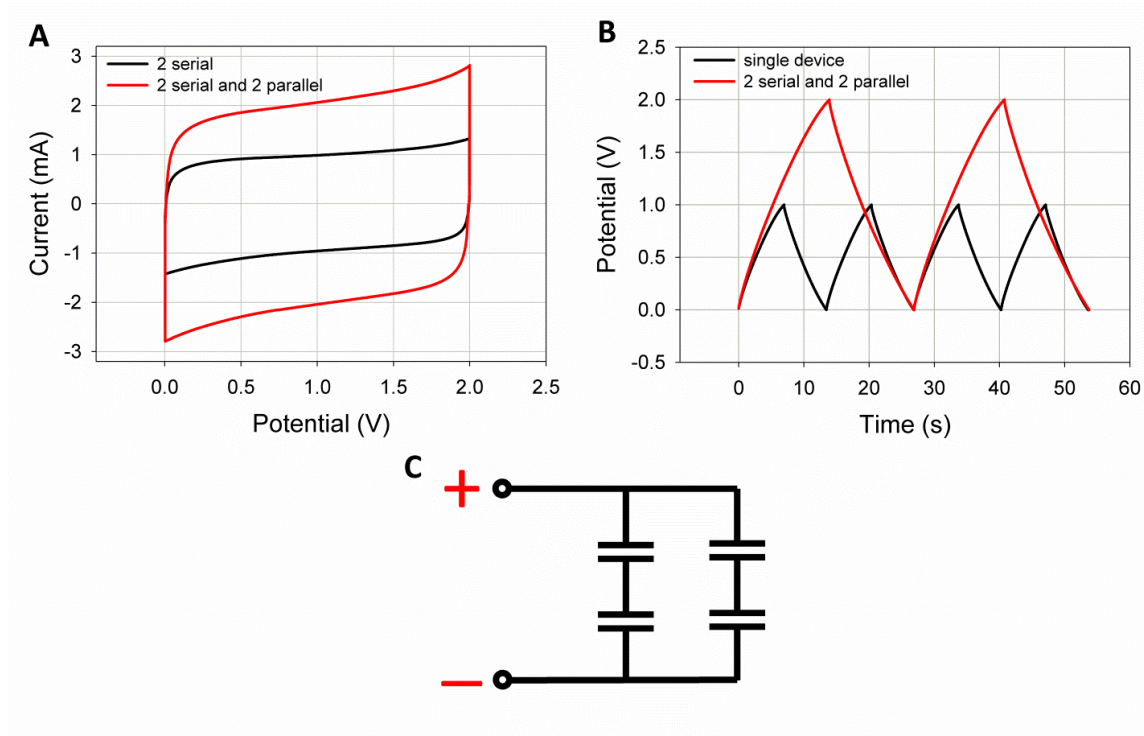 A
2 serial
2 serial and 2 parallel
3
2
1
0
-1
-2
-3
Current (mA)
0.0 0.5 1.0 1.5 2.0 2.5
Potential (V)
B
single device
2 serial and 2 parallel
2.5
2.0
1.5
1.0
0.5
0.0
-0.5
Potential (V)
0 10 20 30 40 50 60
Time (s)
C
+
−